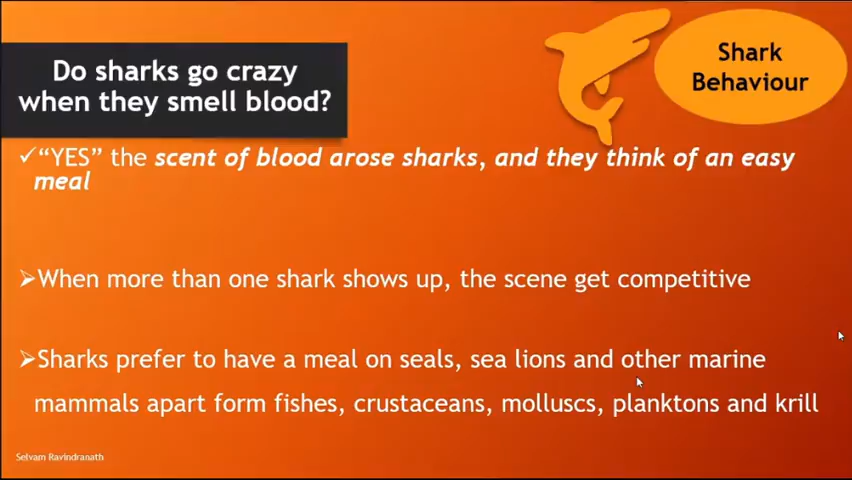 Shark
Behaviour
Do sharks go crazy
when they smell blood?
✓“YES” the scent of blood arose sharks, and they think of an easy
meal
➢When more than one shark shows up, the scene get competitive
➢Sharks prefer to have a meal on seals, sea lions and other marine
mammals apart form fishes, crustaceans, molluscs, planktons and krill
Selvam Ravindranath